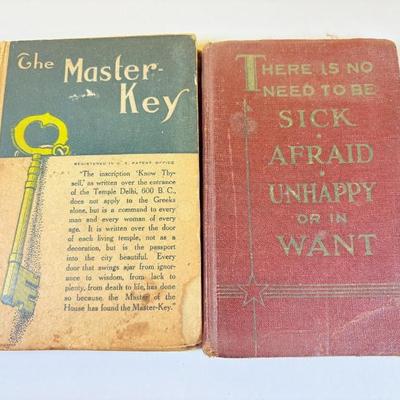 The Master-
Key
REGISTERED IN U. S. PATENT OFFICE
"The inscription 'Know Thy-
self,' as written over the entrance
of the Temple Delhi, 600 B. C.,
does not apply to the Greeks
alone, but is a command to every
man and every woman of every
age. It is written over the door
of each living temple, not as a
decoration, but is the passport
into the city beautiful. Every
door that swings ajar from ignor-
ance to wisdom, from lack to
plenty, from death to life, has done
so because the Master of the
House has found the Master-Key."
THERE IS NO
NEED TO BE
SICK
AFRAID
UNHAPPY
OR IN
WANT